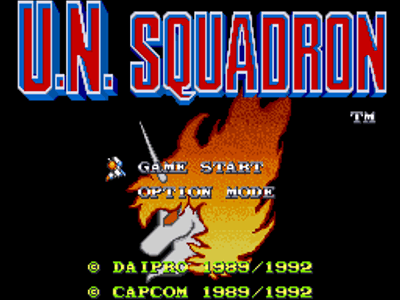 U.N. SQUADRON
TM
GAME START
OPTION MODE
© DAIPRO 1989/1992
© CAPCOM 1989/1992